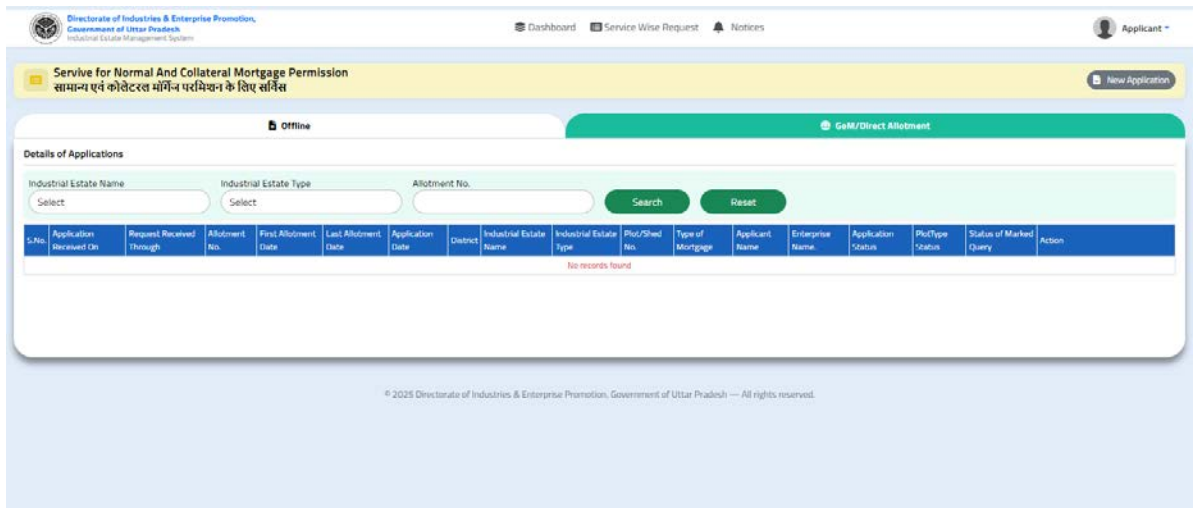 Directorate of Industries & Enterprise Promotion,
Government of Uttar Pradesh
Industrial Estate Management System
Dashboard Service Wise Request Notices
Applicant
Servive for Normal And Collateral Mortgage Permission
सामान्य एवं कोलेटरल मॉर्गेज परमिशन के लिए सर्विस
New Application
Offline
GeM/Direct Allotment
Details of Applications
Industrial Estate Name Industrial Estate Type Allotment No.
Select Select Search Reset
S.No. Application Received On Request Received Through Allotment No. First Allotment Date Last Allotment Date Application Date District Industrial Estate Name Industrial Estate Type Plot/Shed No. Type of Mortgage Applicant Name Enterprise Name. Application Status PlotType Status Status of Marked Query Action
No records found
© 2025 Directorate of Industries & Enterprise Promotion, Government of Uttar Pradesh — All rights reserved.